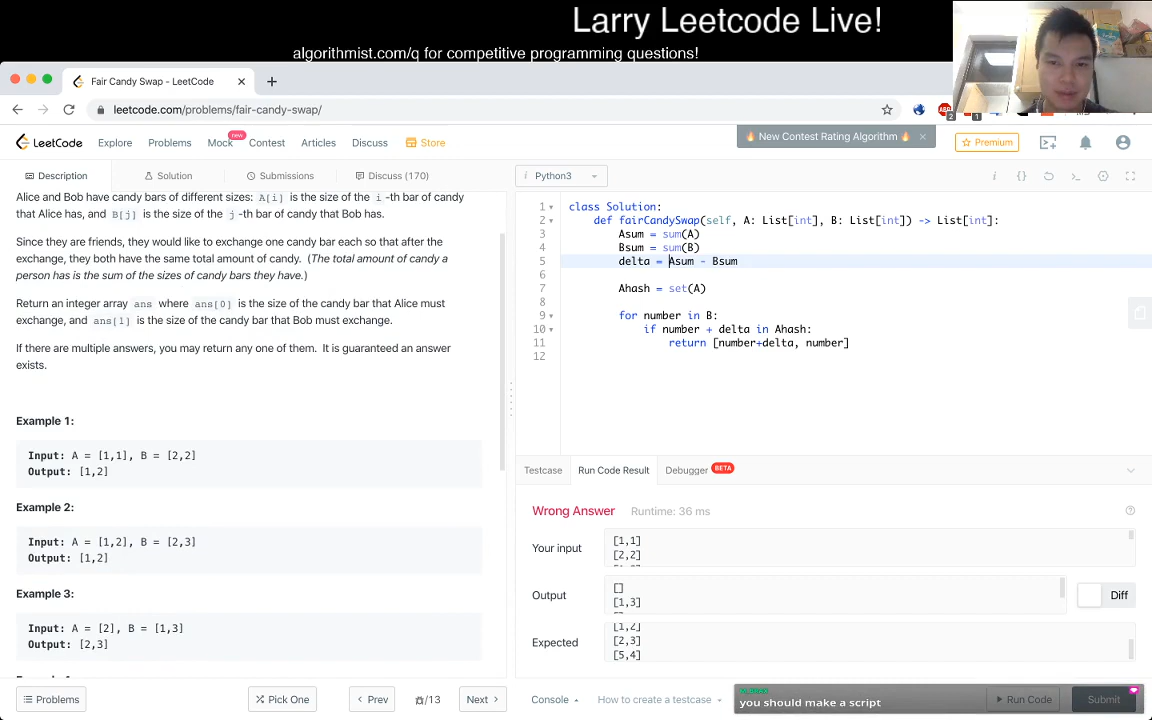 Larry Leetcode Live!
algorithmist.com/q for competitive programming questions!
Fair Candy Swap - LeetCode
leetcode.com/problems/fair-candy-swap/
LeetCode
Explore
Problems
Mock
new
Contest
Articles
Discuss
Store
New Contest Rating Algorithm
Premium
Description
Solution
Submissions
Discuss (170)
Alice and Bob have candy bars of different sizes: A[i] is the size of the i -th bar of candy
that Alice has, and B[j] is the size of the j -th bar of candy that Bob has.
Since they are friends, they would like to exchange one candy bar each so that after the
exchange, they both have the same total amount of candy. (The total amount of candy a
person has is the sum of the sizes of candy bars they have.)
Return an integer array ans where ans[0] is the size of the candy bar that Alice must
exchange, and ans[1] is the size of the candy bar that Bob must exchange.
If there are multiple answers, you may return any one of them. It is guaranteed an answer
exists.
Example 1:
Input: A = [1,1], B = [2,2]
Output: [1,2]
Example 2:
Input: A = [1,2], B = [2,3]
Output: [1,2]
Example 3:
Input: A = [2], B = [1,3]
Output: [2,3]
Problems
Pick One
Prev
/13
Next
i Python3
1 class Solution:
2 def fairCandySwap(self, A: List[int], B: List[int]) -> List[int]:
3 Asum = sum(A)
4 Bsum = sum(B)
5 delta = Asum - Bsum
6
7 Ahash = set(A)
8
9 for number in B:
10 if number + delta in Ahash:
11 return [number+delta, number]
12
Testcase
Run Code Result
Debugger BETA
Wrong Answer
Runtime: 36 ms
Your input
[1,1]
[2,2]
Output
[]
[1,3]
Diff
Expected
[1,2]
[2,3]
[5,4]
Console
How to create a testcase
Run Code
Submit
you should make a script